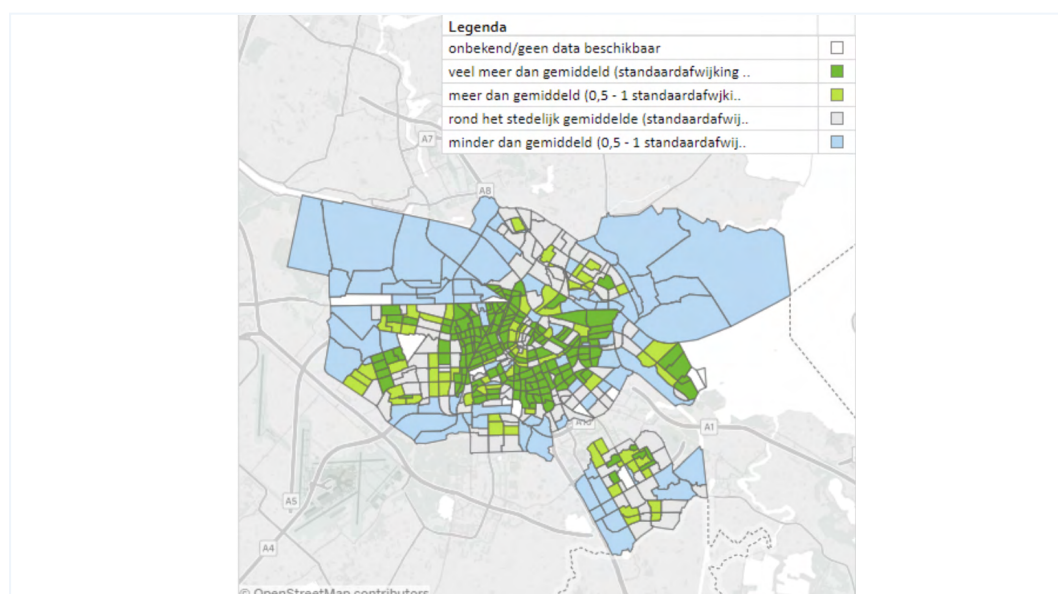 Legenda
onbekend/geen data beschikbaar
veel meer dan gemiddeld (standaardafwijking ..
meer dan gemiddeld (0,5 - 1 standaardafwjki..
rond het stedelijk gemiddelde (standaardafwij..
minder dan gemiddeld (0,5 - 1 standaardafwij..
A7
A8
A10
A1
A5
A4
© OpenStreetMap contributors